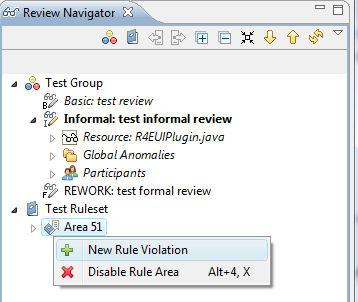 Review Navigator
Test Group
Basic: test review
Informal: test informal review
Resource: R4EUIPlugin.java
Global Anomalies
Participants
REWORK: test formal review
Test Ruleset
Area 51
New Rule Violation
Disable Rule Area Alt+4, X